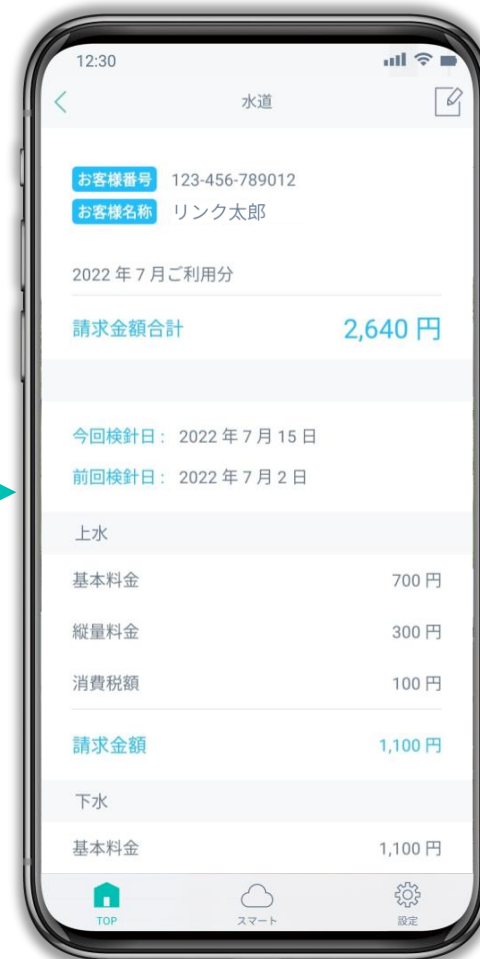 12:30
水道
お客様番号 123-456-789012
お客様名称 リンク太郎
2022 年 7 月ご利用分
請求金額合計 2,640 円
今回検針日： 2022 年 7 月 15 日
前回検針日： 2022 年 7 月 2 日
上水
基本料金 700 円
縦量料金 300 円
消費税額 100 円
請求金額 1,100 円
下水
基本料金 1,100 円
TOP スマート 設定